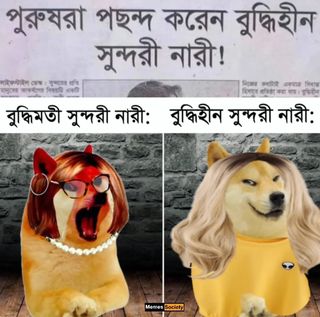 পুরুষরা পছন্দ করেন বুদ্ধিহীন
সুন্দরী নারী!
বুদ্ধিমতী সুন্দরী নারী:
বুদ্ধিহীন সুন্দরী নারী:
Memes Society